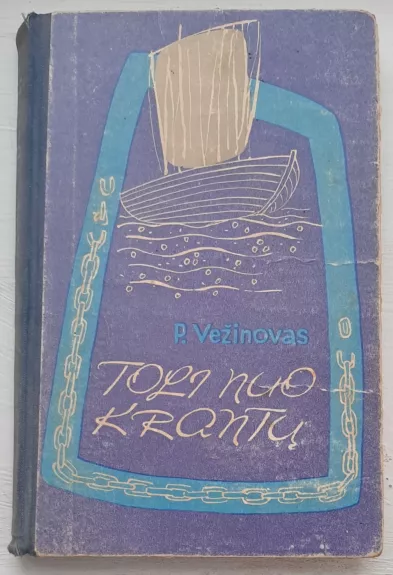 P. Vežinovas
TOLI NUO
KRANTŲ